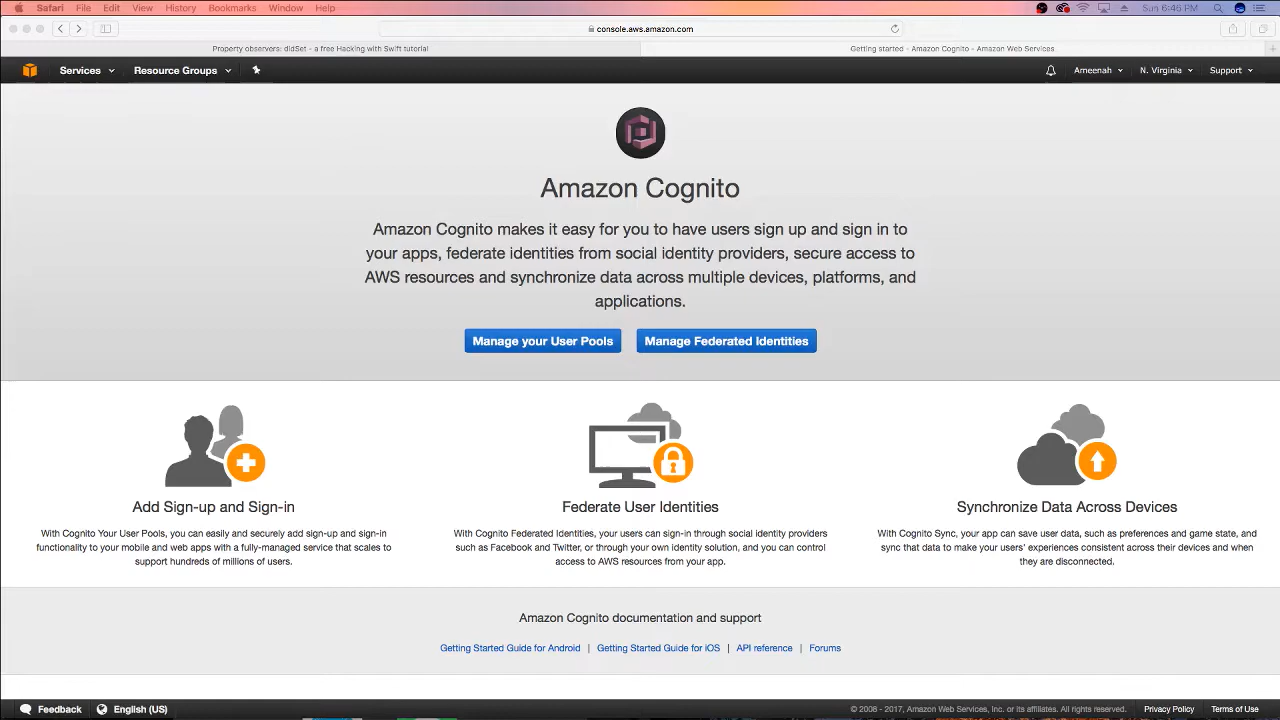 Safari File Edit View History Bookmarks Window Help Sun 6:46 PM
console.aws.amazon.com
Property observers: didSet - a free Hacking with Swift tutorial Getting started - Amazon Cognito - Amazon Web Services
Services Resource Groups Ameenah N. Virginia Support
Amazon Cognito
Amazon Cognito makes it easy for you to have users sign up and sign in to
your apps, federate identities from social identity providers, secure access to
AWS resources and synchronize data across multiple devices, platforms, and
applications.
Manage your User Pools Manage Federated Identities
Add Sign-up and Sign-in
With Cognito Your User Pools, you can easily and securely add sign-up and sign-in
functionality to your mobile and web apps with a fully-managed service that scales to
support hundreds of millions of users.
Federate User Identities
With Cognito Federated Identities, your users can sign-in through social identity providers
such as Facebook and Twitter, or through your own identity solution, and you can control
access to AWS resources from your app.
Synchronize Data Across Devices
With Cognito Sync, your app can save user data, such as preferences and game state, and
sync that data to make your users' experiences consistent across their devices and when
they are disconnected.
Amazon Cognito documentation and support
Getting Started Guide for Android | Getting Started Guide for iOS | API reference | Forums
Feedback English (US) © 2008 - 2017, Amazon Web Services, Inc. or its affiliates. All rights reserved. Privacy Policy Terms of Use